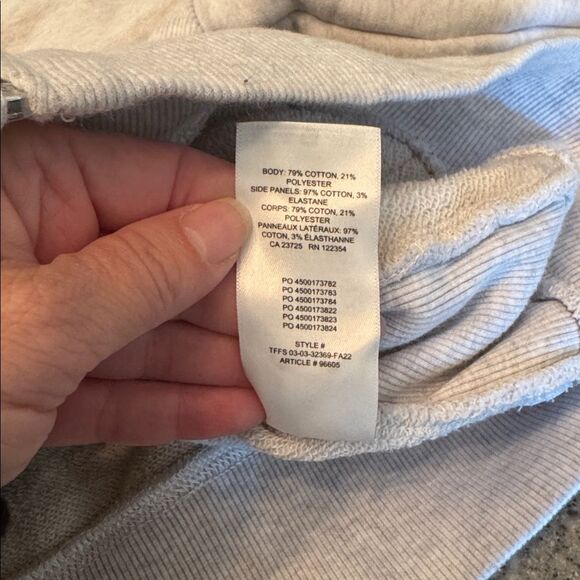 BODY: 79% COTTON, 21%
POLYESTER
SIDE PANELS: 97% COTTON, 3%
ELASTANE
CORPS: 79% COTON, 21%
POLYESTER
PANNEAUX LATÉRAUX: 97%
COTON, 3% ÉLASTHANNE
CA 23725 RN 122354
PO 4500173782
PO 4500173783
PO 4500173784
PO 4500173822
PO 4500173823
PO 4500173824
STYLE #
TFFS 03-03-32369-FA22
ARTICLE # 96605